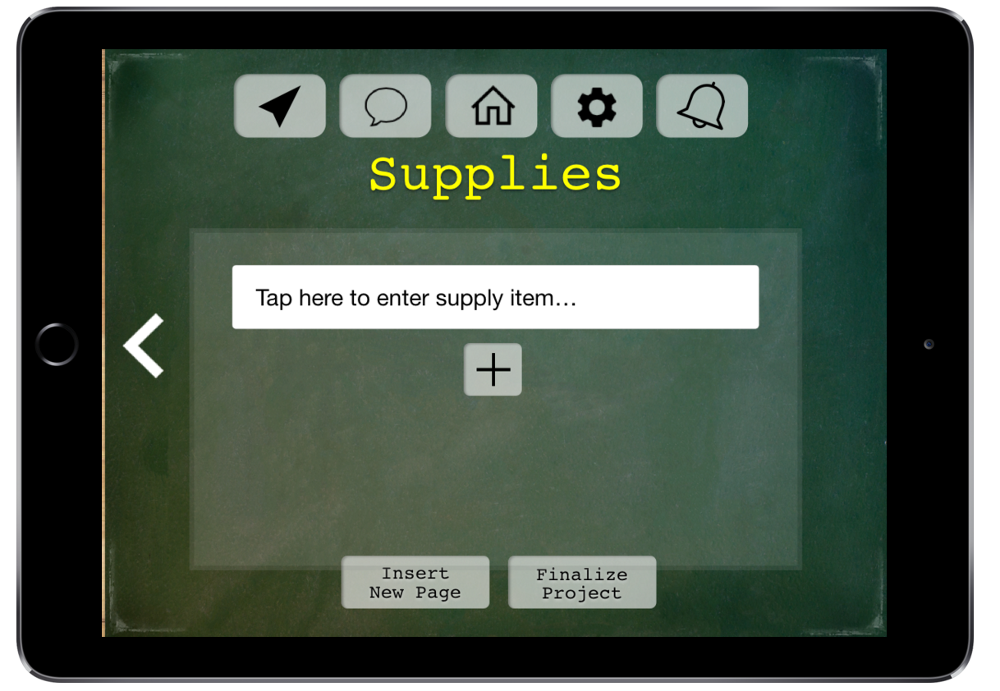 Supplies
Tap here to enter supply item...
Insert
New Page
Finalize
Project